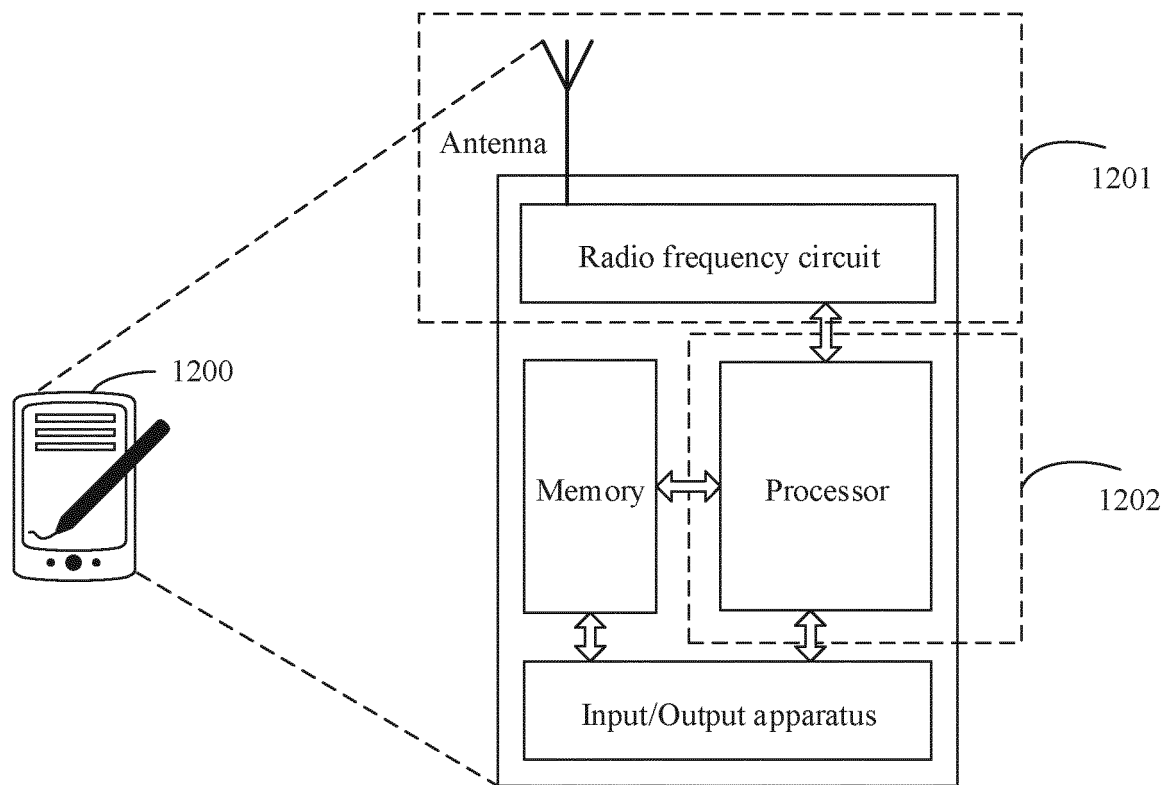 Antenna
1201
Radio frequency circuit
1200
Memory
Processor
1202
Input/Output apparatus